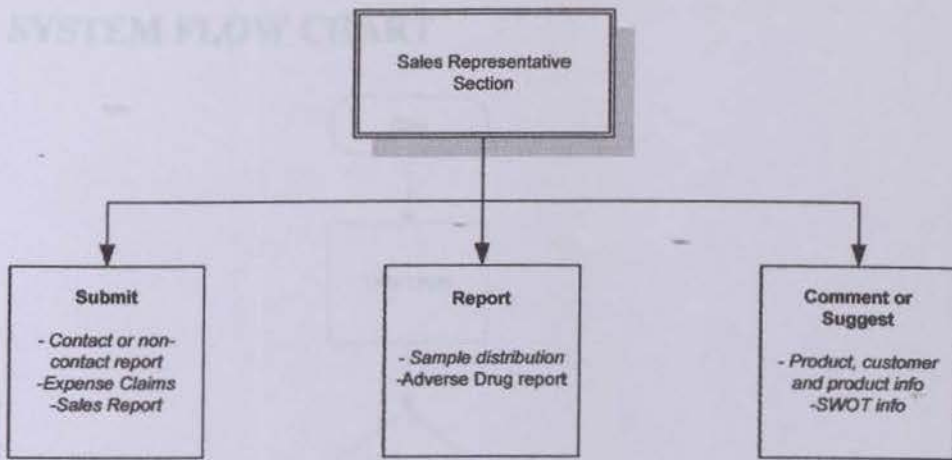 SYSTEM FLOW CHART
Sales Representative
Section
Submit
- Contact or non-
contact report
-Expense Claims
-Sales Report
Report
- Sample distribution
-Adverse Drug report
Comment or
Suggest
- Product, customer
and product info
-SWOT info